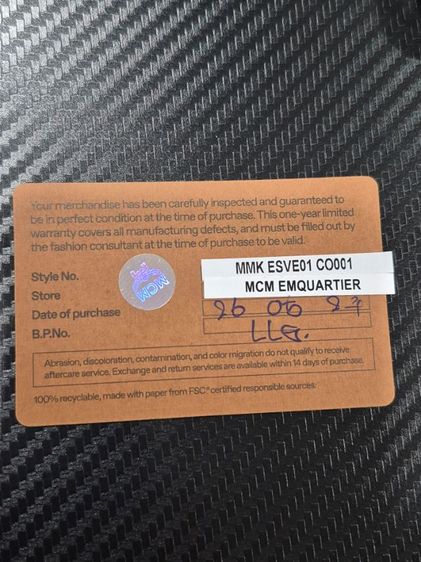 Your merchandise has been carefully inspected and guaranteed to
be in perfect condition at the time of purchase. This one-year limited
warranty covers all manufacturing defects, and must be filled out by
the fashion consultant at the time of purchase to be valid.
Style No. MMK ESVE01 CO001
Store MCM EMQUARTIER
MCM
Date of purchase 26 06 23
B.P.No.
Abrasion, discoloration, contamination, and color migration do not qualify to receive
aftercare service. Exchange and return services are available within 14 days of purchase.
100% recyclable, made with paper from FSC® certified responsible sources.